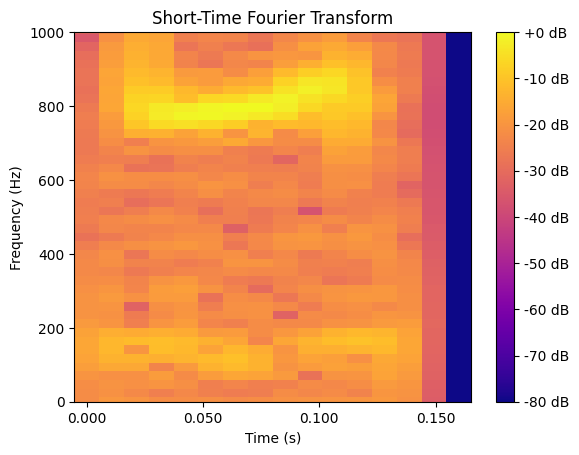 Short-Time Fourier Transform
1000
800
600
400
200
0
Frequency (Hz)
0.000
0.050
0.100
0.150
Time (s)
+0 dB
-10 dB
-20 dB
-30 dB
-40 dB
-50 dB
-60 dB
-70 dB
-80 dB